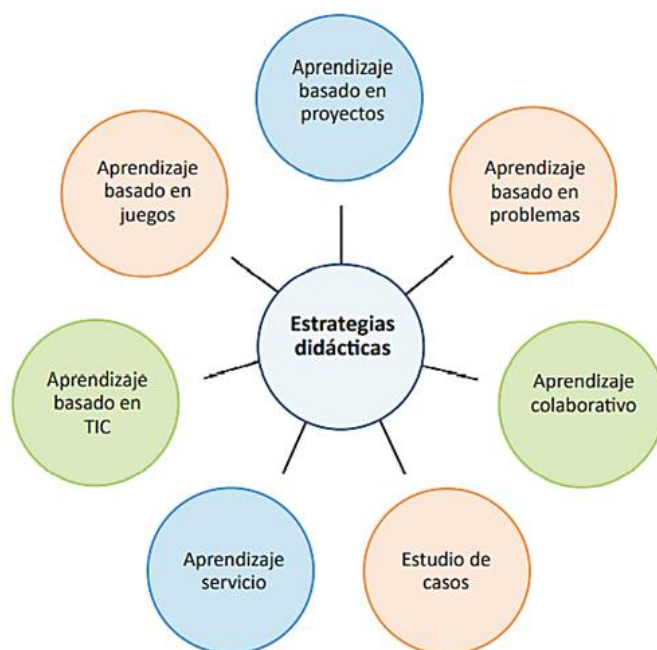 Aprendizaje
basado en
proyectos
Aprendizaje
basado en
juegos
Aprendizaje
basado en
problemas
Estrategias
didácticas
Aprendizaje
basado en
TIC
Aprendizaje
colaborativo
Aprendizaje
servicio
Estudio de
casos